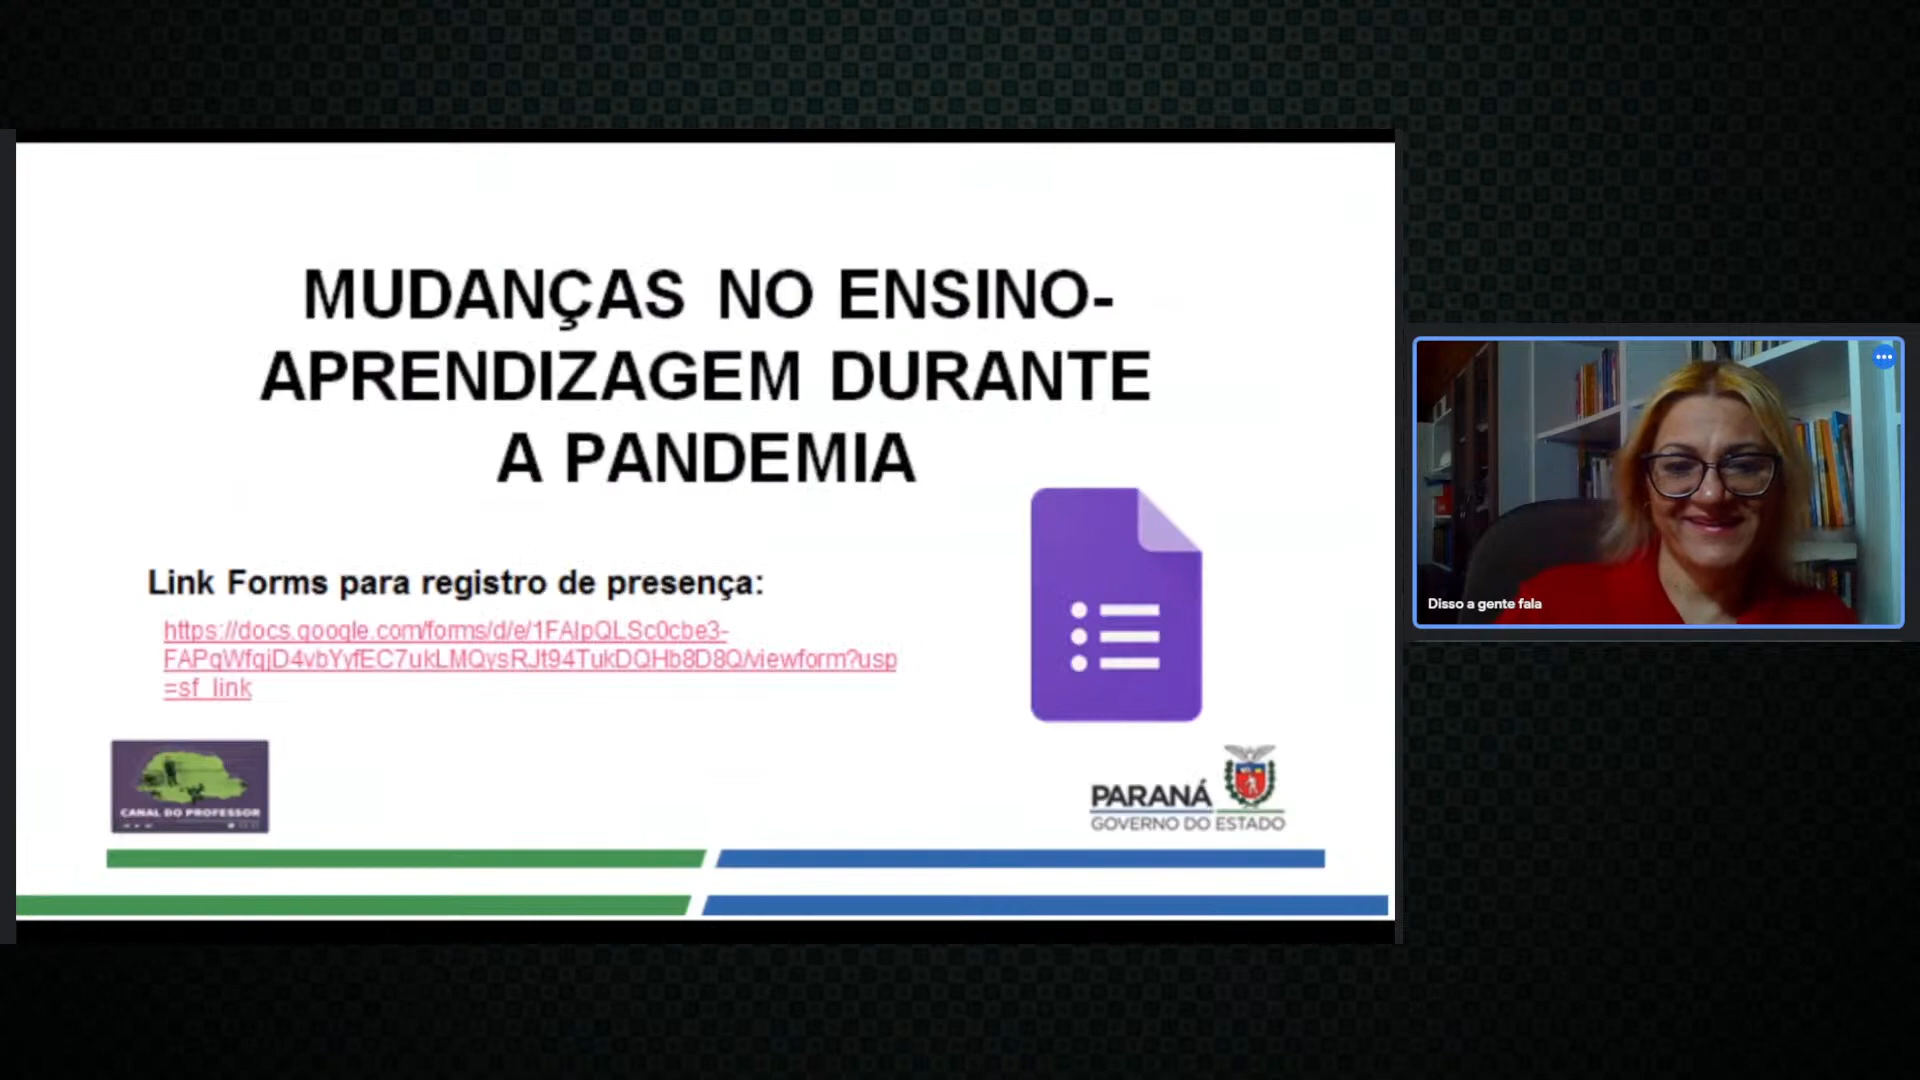 MUDANÇAS NO ENSINO-
APRENDIZAGEM DURANTE
A PANDEMIA
Link Forms para registro de presença:
https://docs.google.com/forms/d/e/1FAIpQLSc0cbe3-
FAPqWfqjD4vbYvfEC7ukLMQysRJt94TukDQHb8D8Q/viewform?usp
=sf_link
CANAL DO PROFESSOR
PARANÁ
GOVERNO DO ESTADO
Disso a gente fala